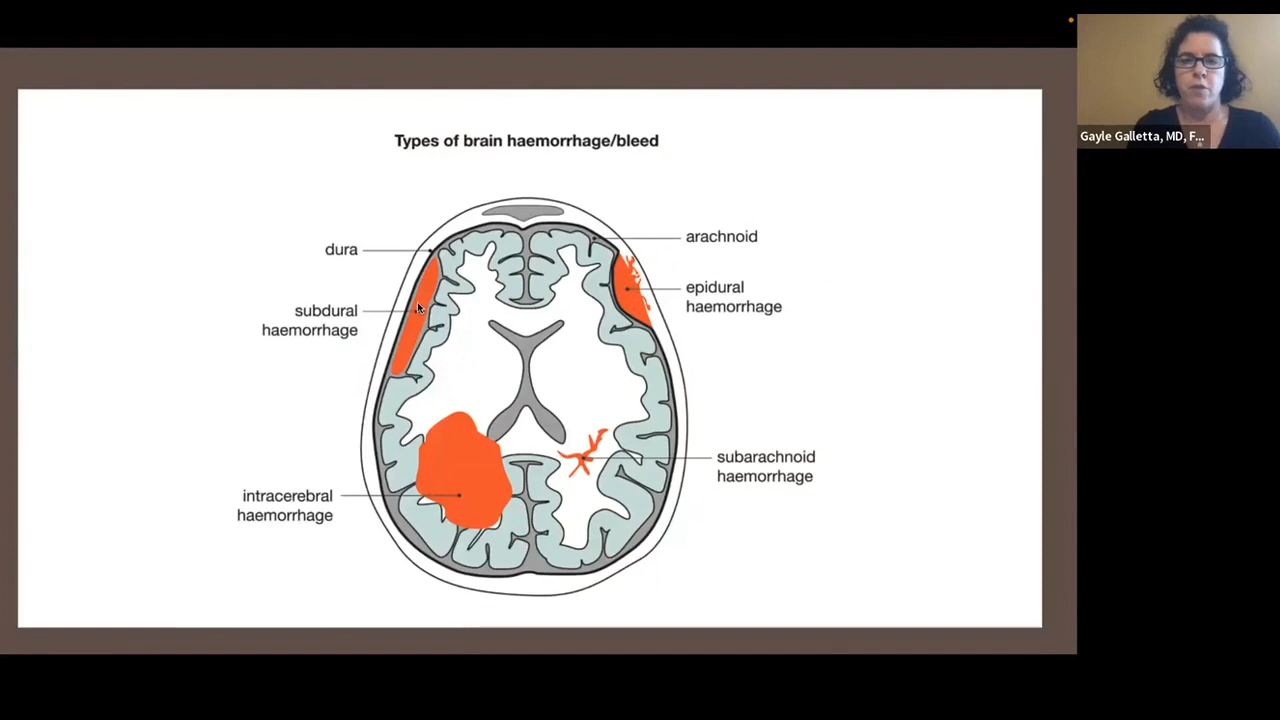 Types of brain haemorrhage/bleed
dura
arachnoid
subdural
haemorrhage
epidural
haemorrhage
intracerebral
haemorrhage
subarachnoid
haemorrhage
Gayle Galletta, MD, F...